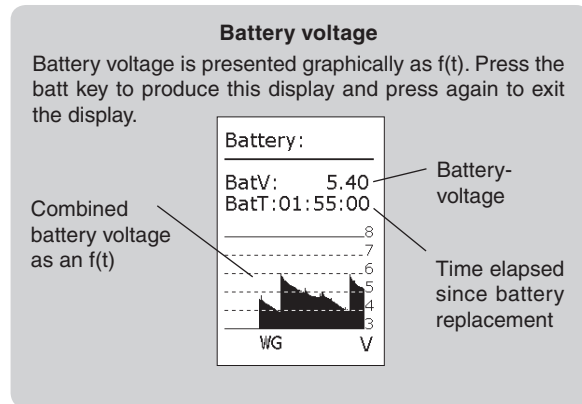 Battery voltage
Battery voltage is presented graphically as f(t). Press the
batt key to produce this display and press again to exit
the display.
Battery:
BatV: 5.40
BatT:01:55:00
Battery-
voltage
Combined
battery voltage
as an f(t)
Time elapsed
since battery
replacement
8
7
6
5
4
3
WG V